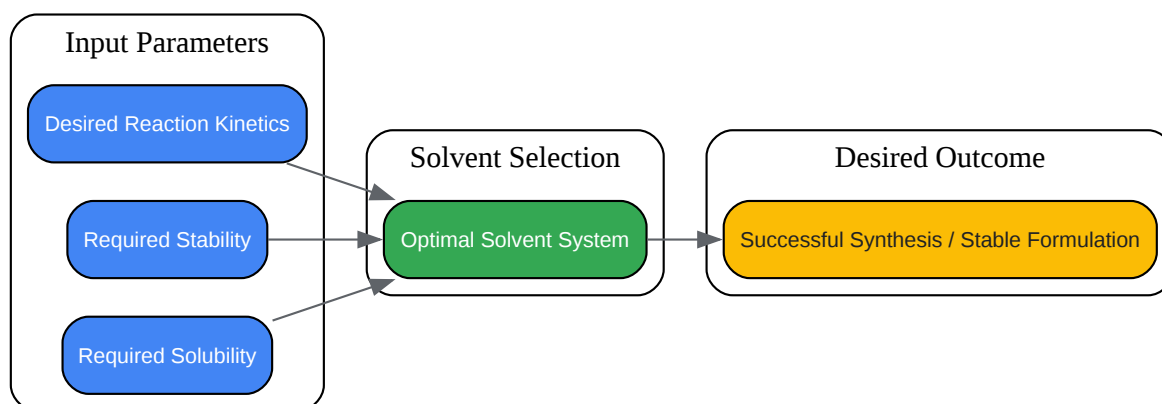 Input Parameters
Desired Reaction Kinetics
Required Stability
Required Solubility
Solvent Selection
Optimal Solvent System
Desired Outcome
Successful Synthesis / Stable Formulation